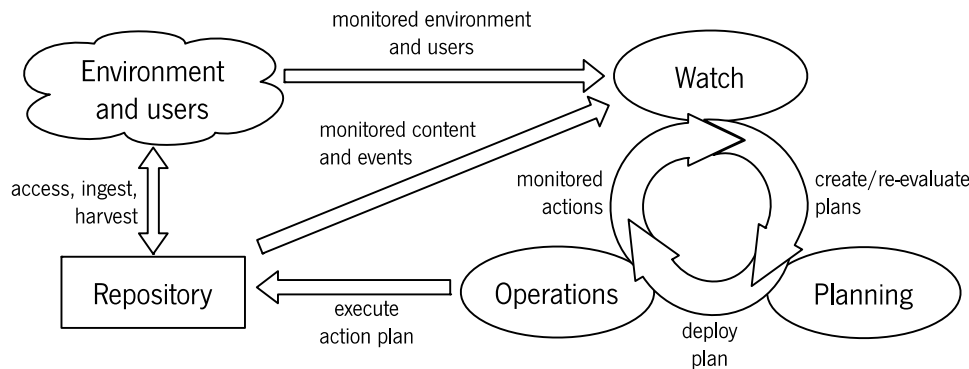 monitored environment
and users
Environment
and users
Watch
monitored content
and events
access, ingest,
harvest
monitored
actions
create/re-evaluate
plans
Repository
Operations
Planning
execute
action plan
deploy
plan